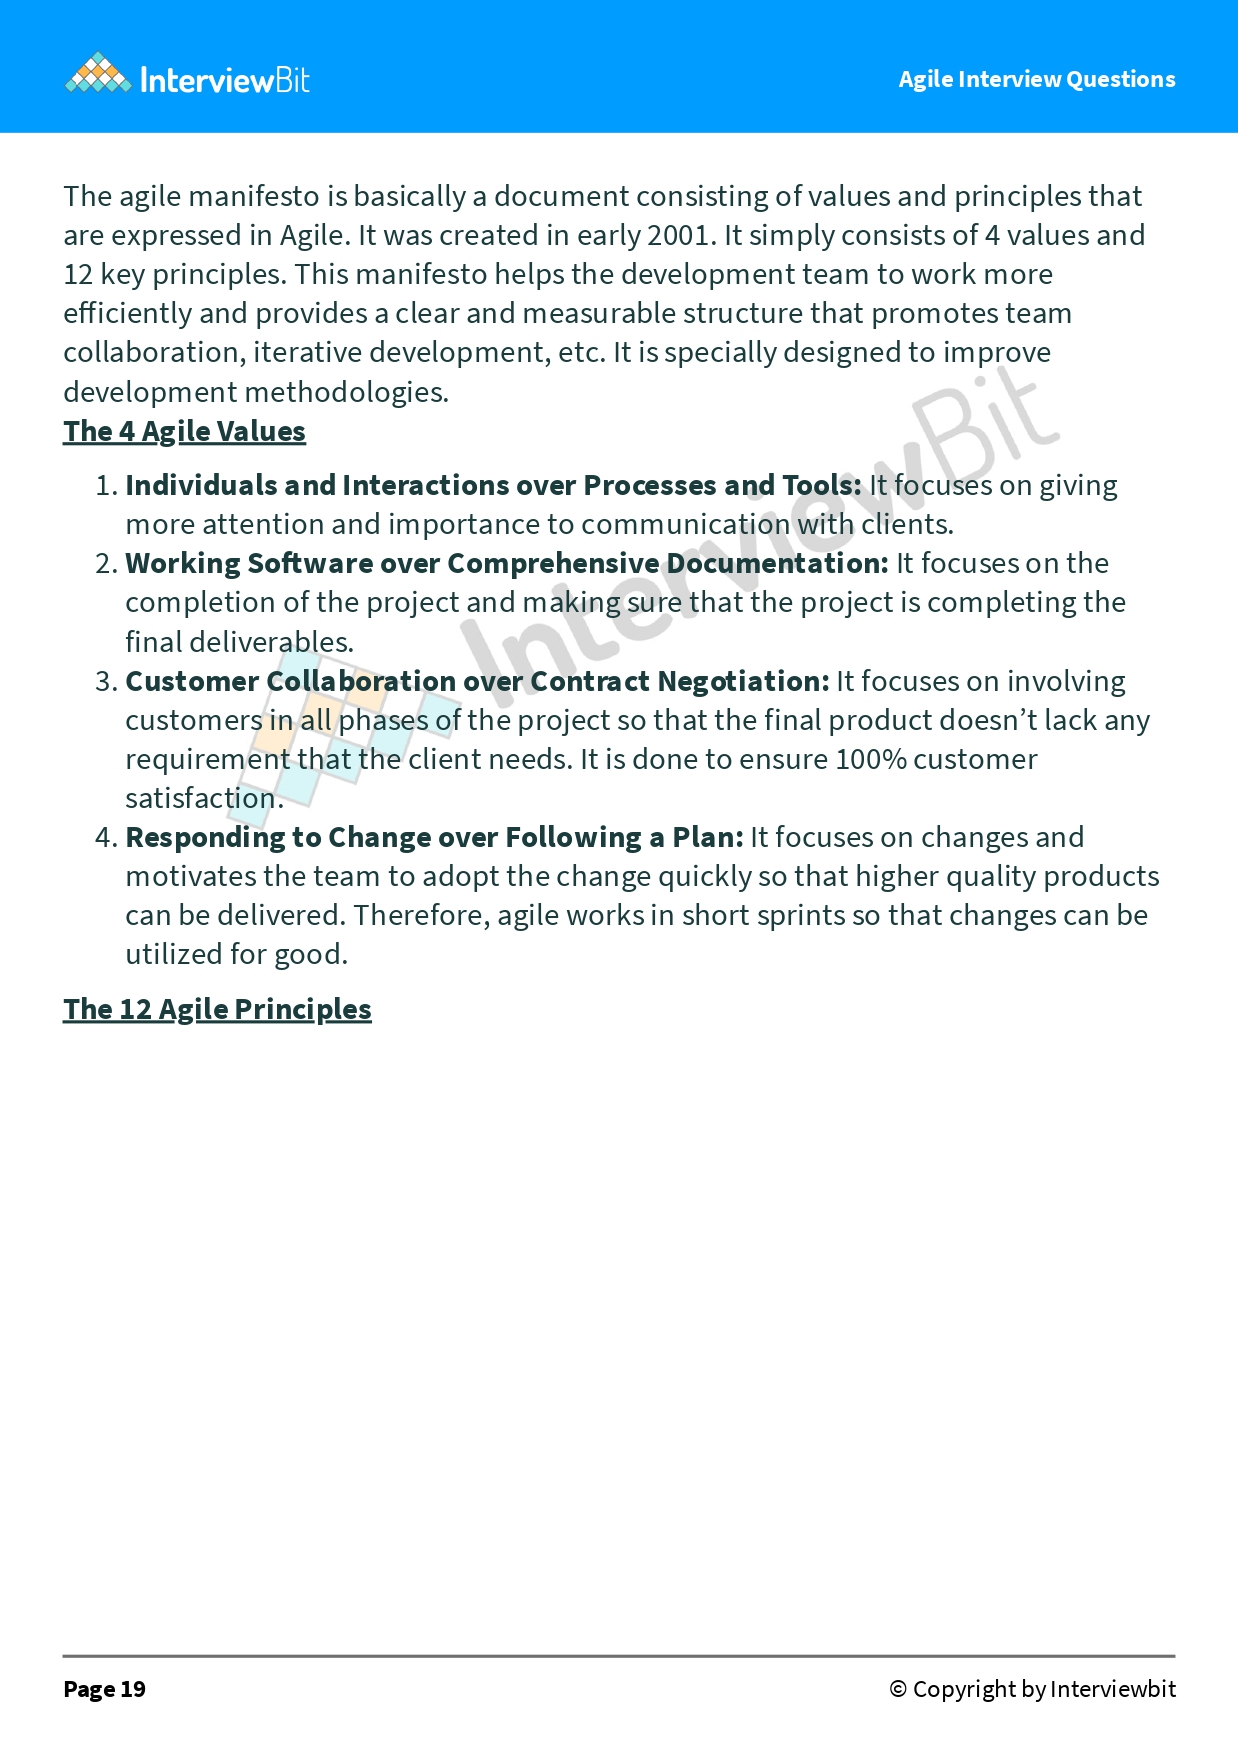 InterviewBit
Agile Interview Questions
The agile manifesto is basically a document consisting of values and principles that
are expressed in Agile. It was created in early 2001. It simply consists of 4 values and
12 key principles. This manifesto helps the development team to work more
efficiently and provides a clear and measurable structure that promotes team
collaboration, iterative development, etc. It is specially designed to improve
development methodologies.
The 4 Agile Values
1. Individuals and Interactions over Processes and Tools: It focuses on giving
more attention and importance to communication with clients.
2. Working Software over Comprehensive Documentation: It focuses on the
completion of the project and making sure that the project is completing the
final deliverables.
3. Customer Collaboration over Contract Negotiation: It focuses on involving
customers in all phases of the project so that the final product doesn’t lack any
requirement that the client needs. It is done to ensure 100% customer
satisfaction.
4. Responding to Change over Following a Plan: It focuses on changes and
motivates the team to adopt the change quickly so that higher quality products
can be delivered. Therefore, agile works in short sprints so that changes can be
utilized for good.
The 12 Agile Principles
InterviewBit
Page 19
© Copyright by Interviewbit